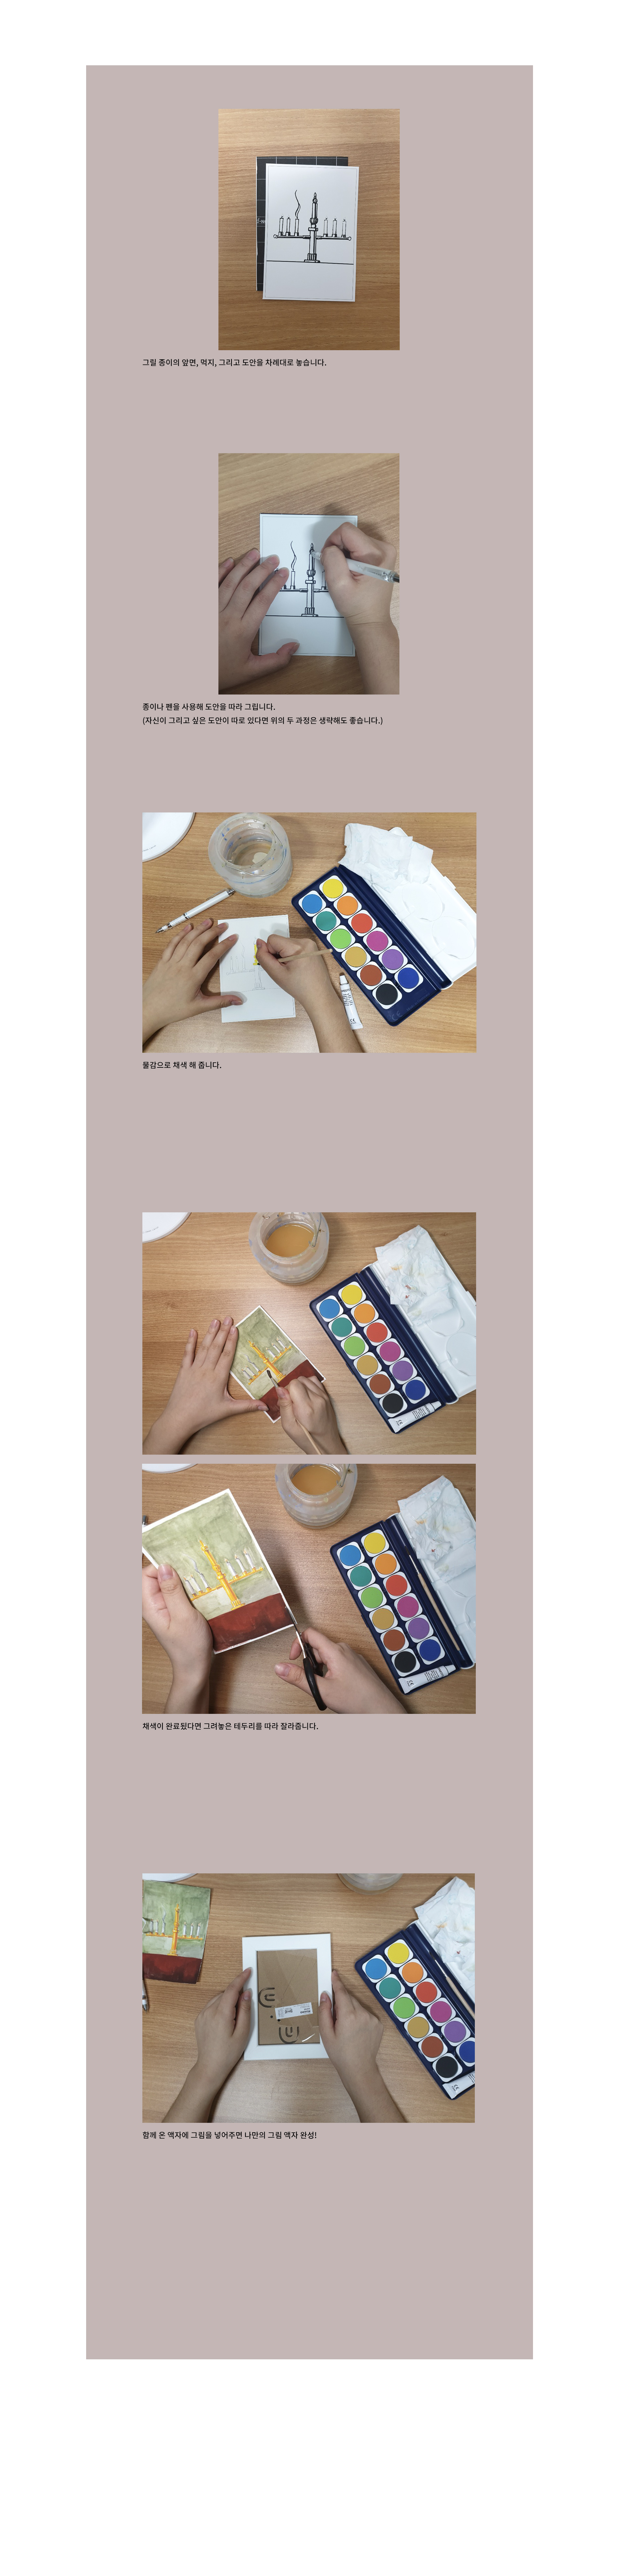 그릴 종이의 앞면, 먹지, 그리고 도안을 차례대로 놓습니다.
종이나 펜을 사용해 도안을 따라 그립니다.
(자신이 그리고 싶은 도안이 따로 있다면 위의 두 과정은 생략해도 좋습니다.)
물감으로 채색 해 줍니다.
채색이 완료됐다면 그려놓은 테두리를 따라 잘라줍니다.
함께 온 액자에 그림을 넣어주면 나만의 그림 액자 완성!